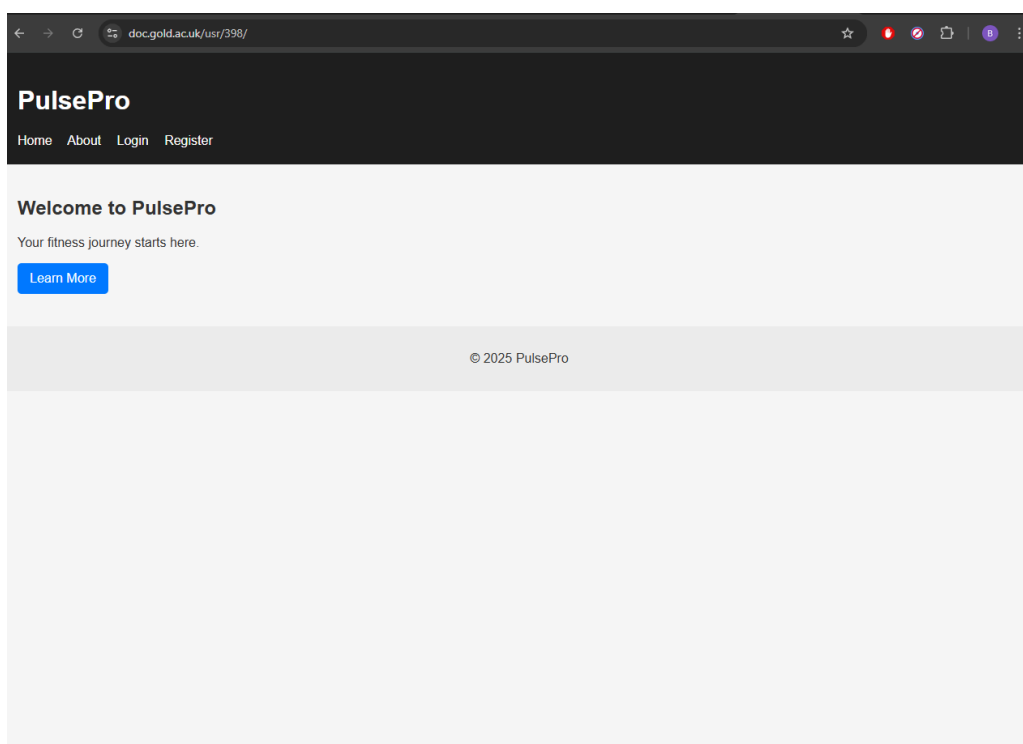 doc.gold.ac.uk/usr/398/
B
PulsePro
Home About Login Register
Welcome to PulsePro
Your fitness journey starts here.
Learn More
© 2025 PulsePro